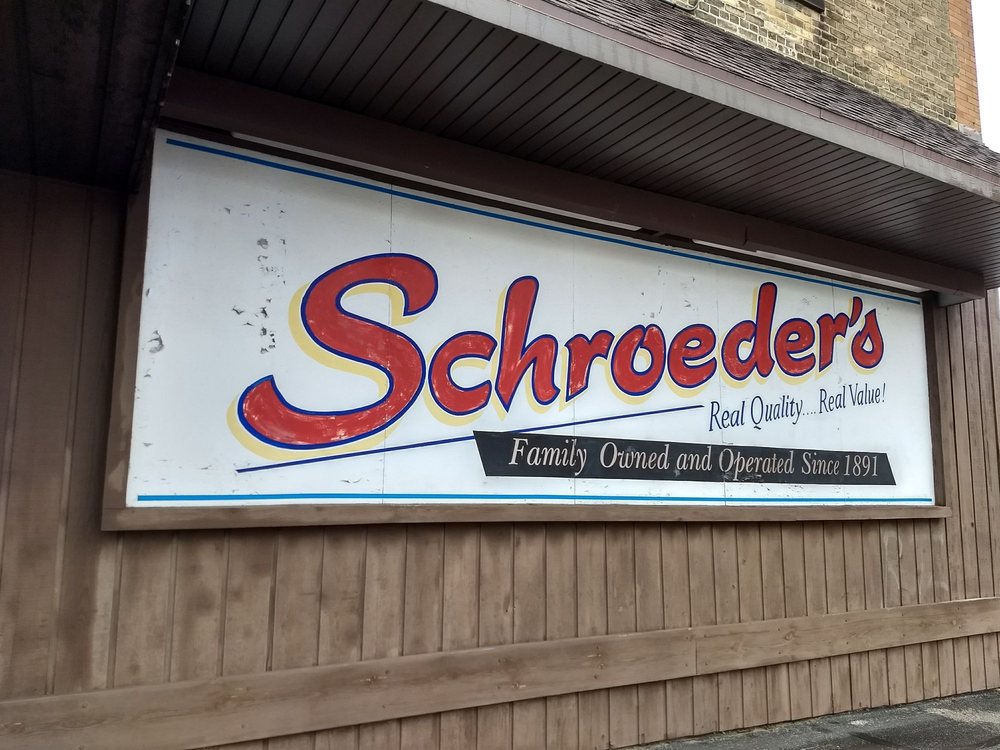 Schroeder's
Real Quality.... Real Value!
Family Owned and Operated Since 1891